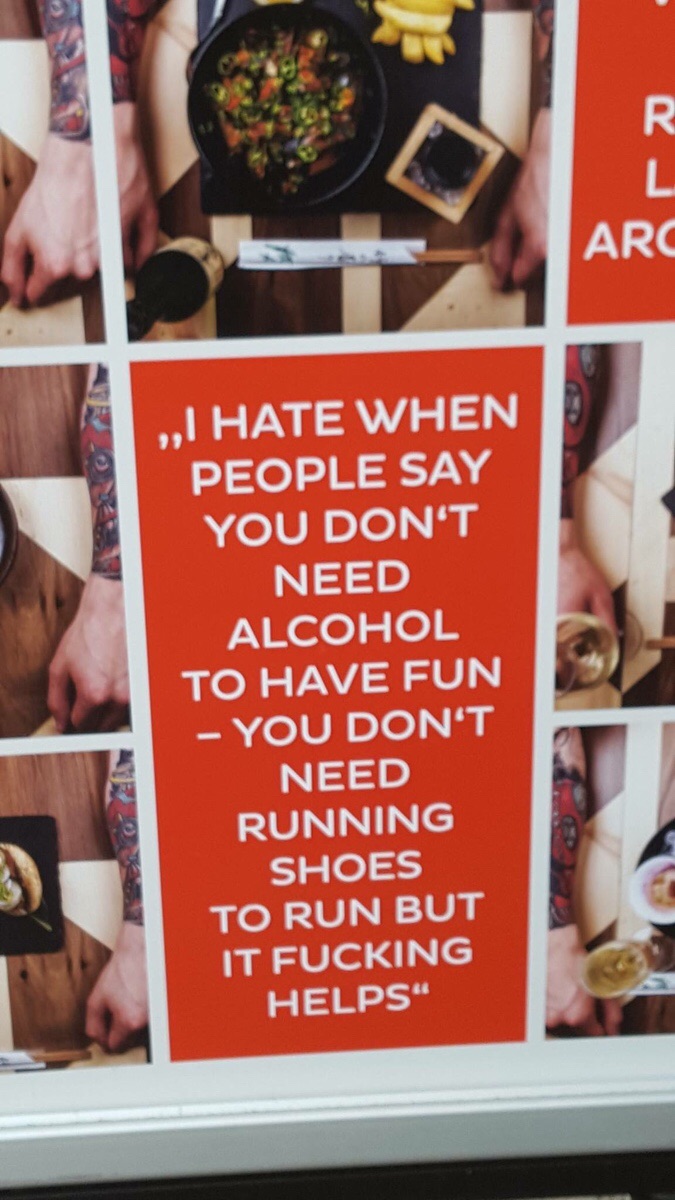 „I HATE WHEN
PEOPLE SAY
YOU DON‘T
NEED
ALCOHOL
TO HAVE FUN
– YOU DON‘T
NEED
RUNNING
SHOES
TO RUN BUT
IT FUCKING
HELPS“